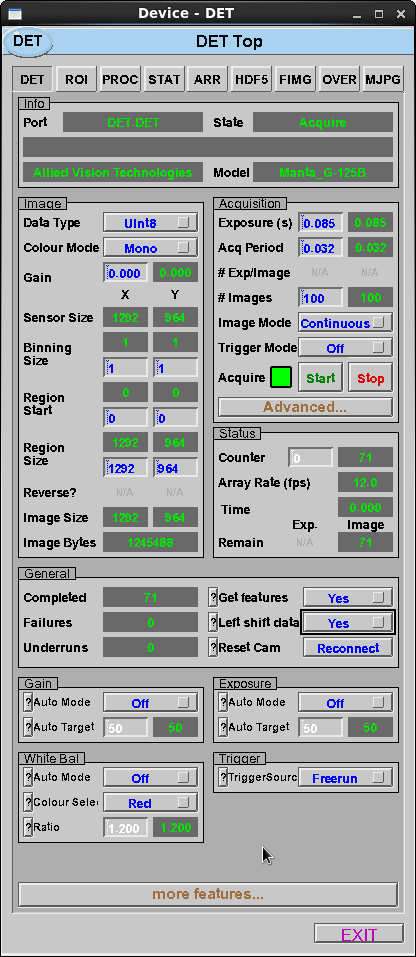 Device - DET
DET
DET Top
DET ROI PROC STAT ARR HDF5 FIMG OVER MJPG
Info
Port DET.DET State Acquire
Allied Vision Technologies Model Manta_G-125B
Image
Data Type UInt8
Colour Mode Mono
Gain 0.000 0.000
X Y
Sensor Size 1292 964
Binning 1 1
Size 1 1
Region 0 0
Start 0 0
Region 1292 964
Size 1292 964
Reverse? N/A N/A
Image Size 1292 964
Image Bytes 1245488
Acquisition
Exposure (s) 0.085 0.085
Acq Period 0.032 0.032
# Exp/Image N/A N/A
# Images 100 100
Image Mode Continuous
Trigger Mode Off
Acquire Start Stop
Advanced...
Status
Counter 0 71
Array Rate (fps) 12.0
Time 0.000
Exp. Image
Remain N/A 71
General
Completed 71
Failures 0
Underruns 0
? Get features Yes
? Left shift data Yes
? Reset Cam Reconnect
Gain
? Auto Mode Off
? Auto Target 50 50
Exposure
? Auto Mode Off
? Auto Target 50 50
White Bal
? Auto Mode Off
? Colour Selec Red
? Ratio 1.200 1.200
Trigger
? TriggerSourc Freerun
more features...
EXIT